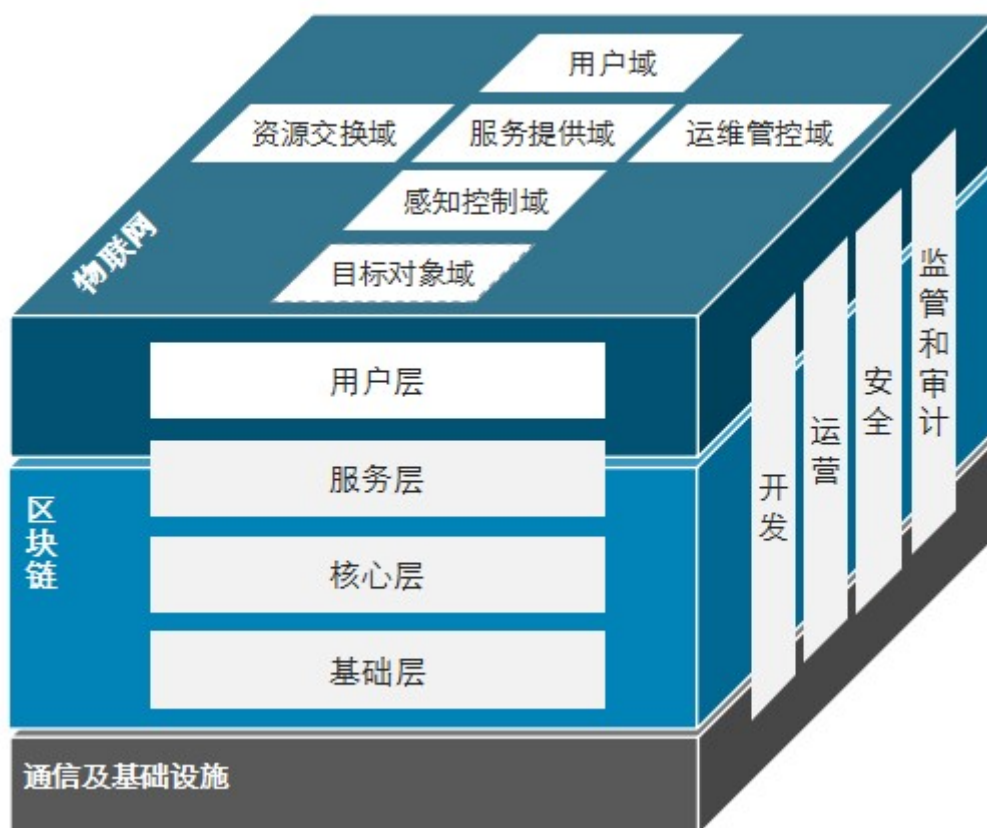 用户域
资源交换域
服务提供域
运维管控域
感知控制域
目标对象域
物联网
用户层
服务层
核心层
基础层
区块链
开发
运营
安全
监管和审计
通信及基础设施